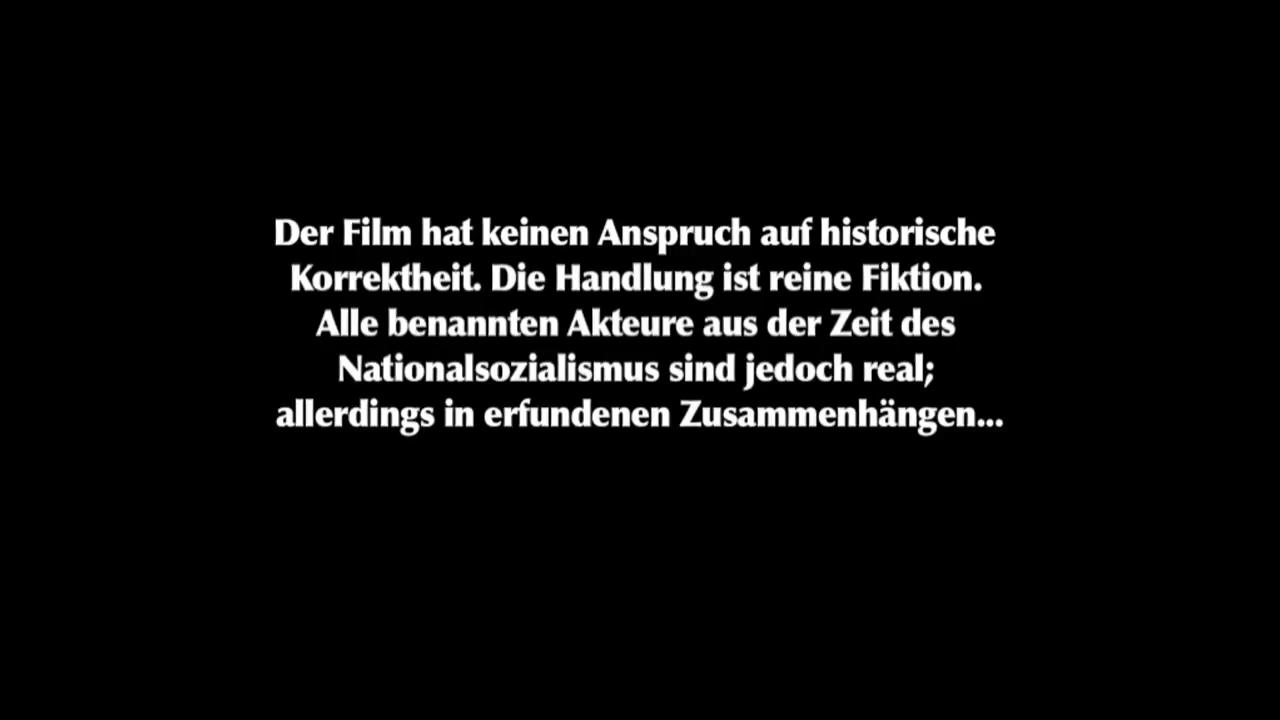 Der Film hat keinen Anspruch auf historische
Korrektheit. Die Handlung ist reine Fiktion.
Alle benannten Akteure aus der Zeit des
Nationalsozialismus sind jedoch real;
allerdings in erfundenen Zusammenhängen...